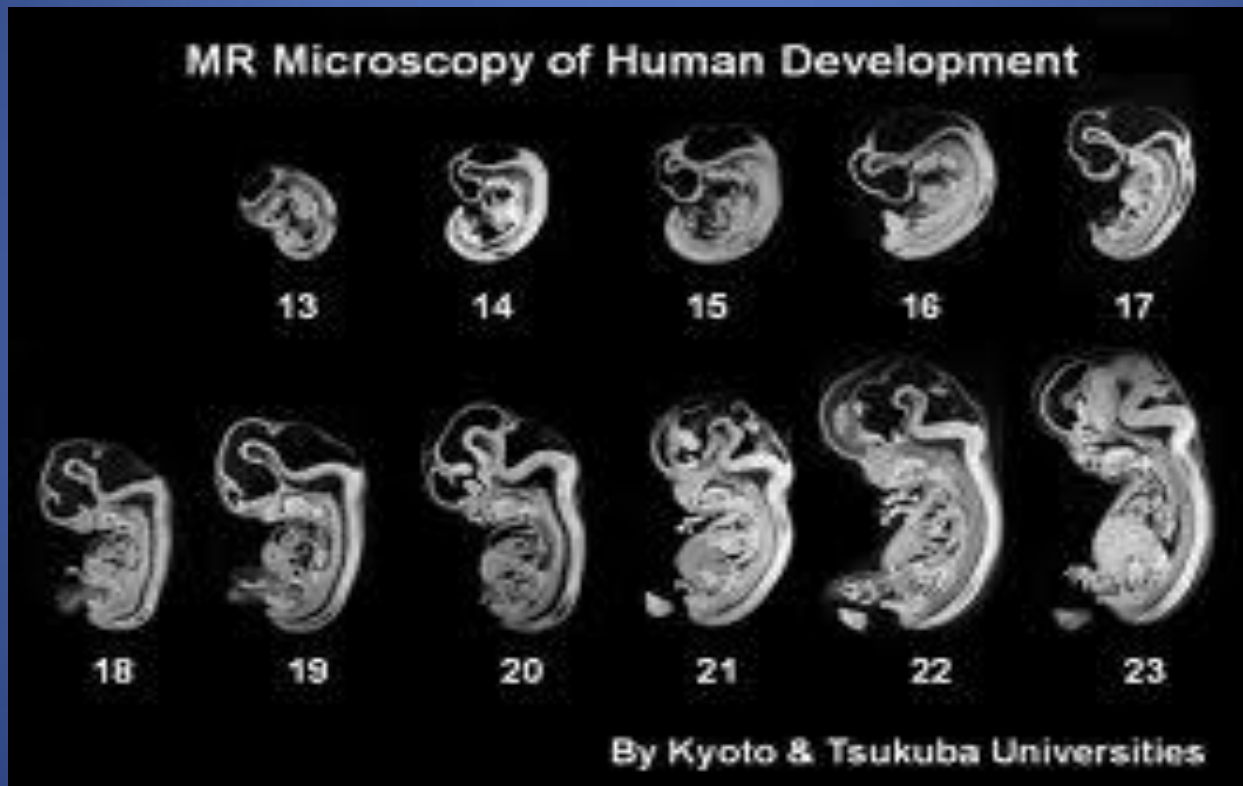 MR Microscopy of Human Development
13 14 15 16 17
18 19 20 21 22 23
By Kyoto & Tsukuba Universities